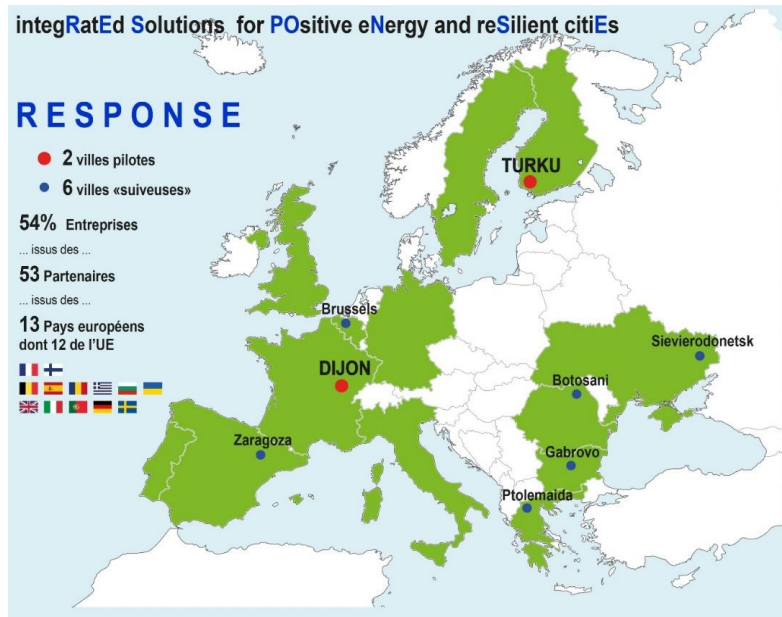 integRatEd Solutions for POsitive eNergy and reSilient citiEs
RESPONSE
2 villes pilotes
6 villes «suiveuses»
54% Entreprises
... issus des ...
53 Partenaires
... issus des ...
13 Pays européens
dont 12 de l'UE
TURKU
Brussels
DIJON
Sievierodonetsk
Botosani
Zaragoza
Gabrovo
Ptolemaida